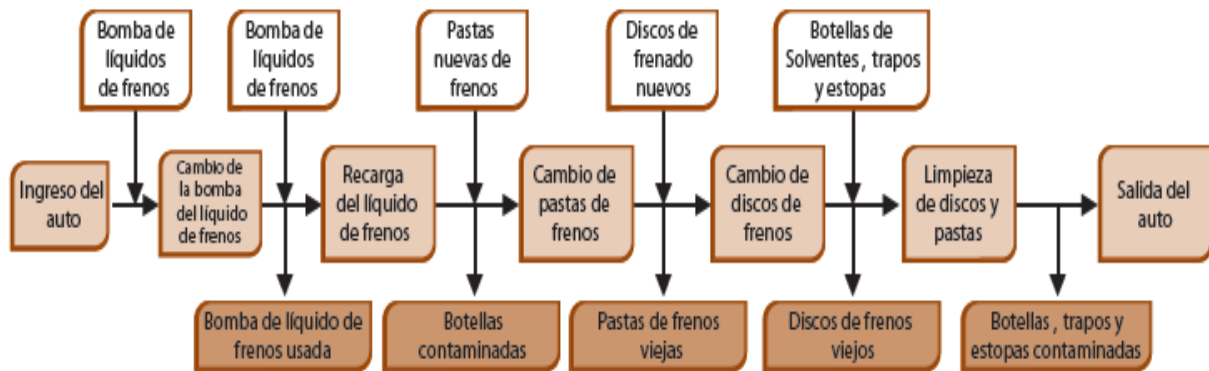 Bomba de
líquidos
de frenos
Bomba de
líquidos
de frenos
Pastas
nuevas de
frenos
Discos de
frenado
nuevos
Botellas de
Solventes , trapos
y estopas
Ingreso del
auto
Cambio de
la bomba
del líquido
de frenos
Recarga
del líquido
de frenos
Cambio de
pastas de
frenos
Cambio de
discos de
frenos
Limpieza
de discos y
pastas
Salida del
auto
Bomba de líquido de
frenos usada
Botellas
contaminadas
Pastas de frenos
viejas
Discos de frenos
viejos
Botellas , trapos y
estopas contaminadas